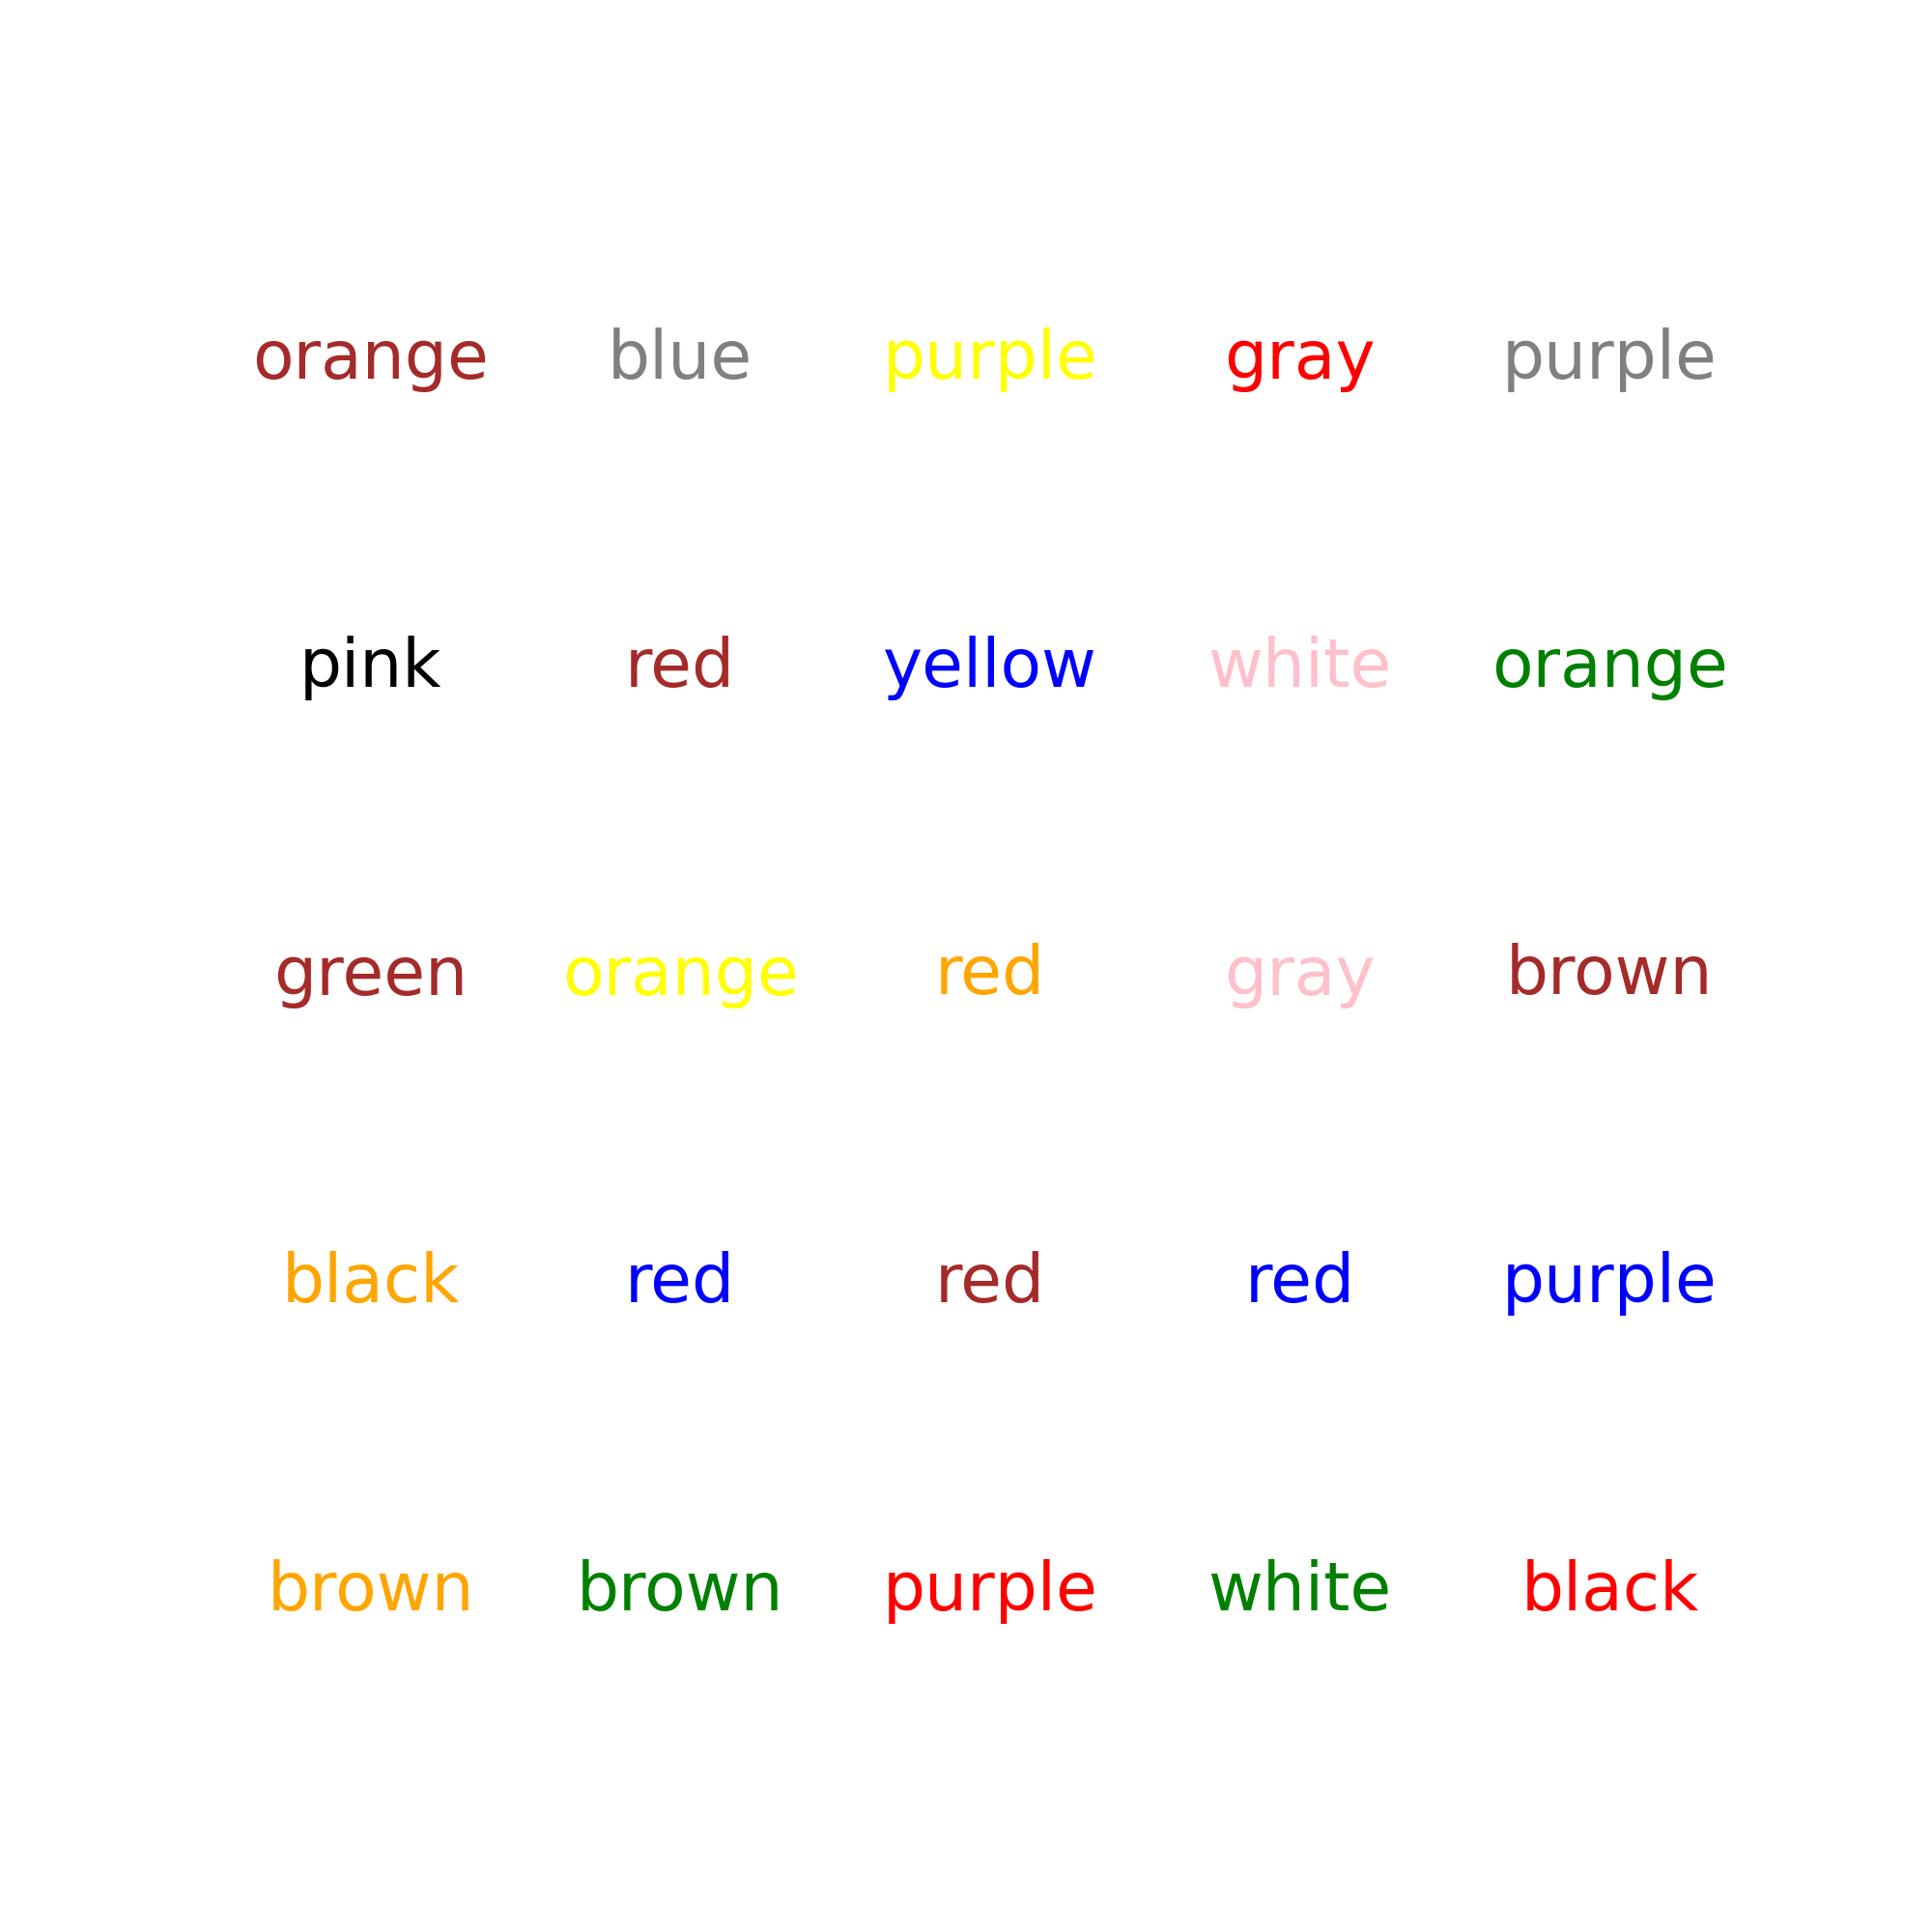 orange blue purple gray purple
pink red yellow white orange
green orange red gray brown
black red red red purple
brown brown purple white black